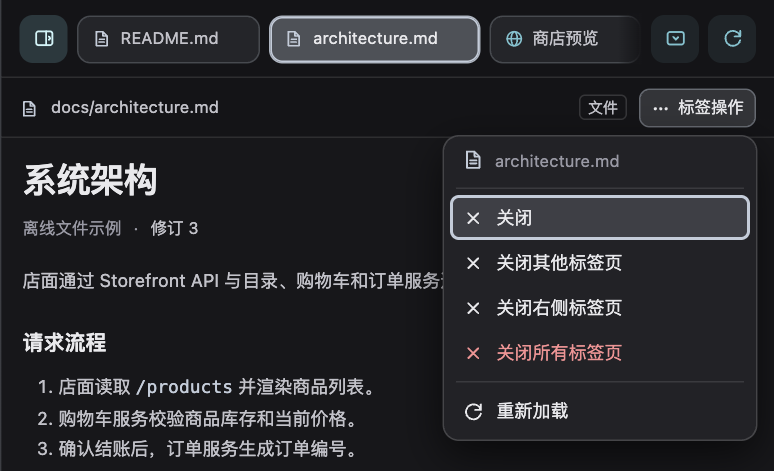 README.md
architecture.md
商店预览
docs/architecture.md
文件
··· 标签操作
系统架构
离线文件示例 · 修订 3
店面通过 Storefront API 与目录、购物车和订单服务
请求流程
1. 店面读取 /products 并渲染商品列表。
2. 购物车服务校验商品库存和当前价格。
3. 确认结账后，订单服务生成订单编号。
architecture.md
关闭
关闭其他标签页
关闭右侧标签页
关闭所有标签页
重新加载